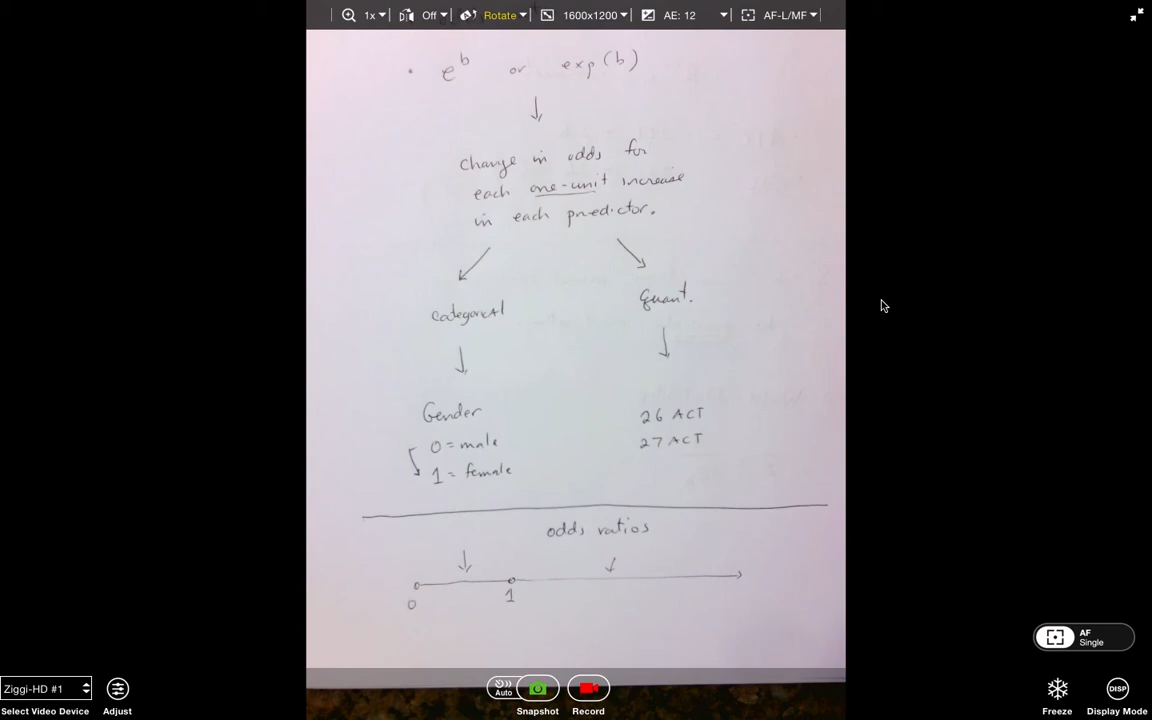 1x
Off
Rotate
1600x1200
AE: 12
AF-L/MF
• e^b or exp(b)
↓
Change in odds for
each one-unit increase
in each predictor.
categorical
Quant.
Gender
0 = male
1 = female
26 ACT
27 ACT
odds ratios
0
1
AF
Single
Ziggi-HD #1
Select Video Device
Adjust
Auto
Snapshot
Record
Freeze
DISP
Display Mode